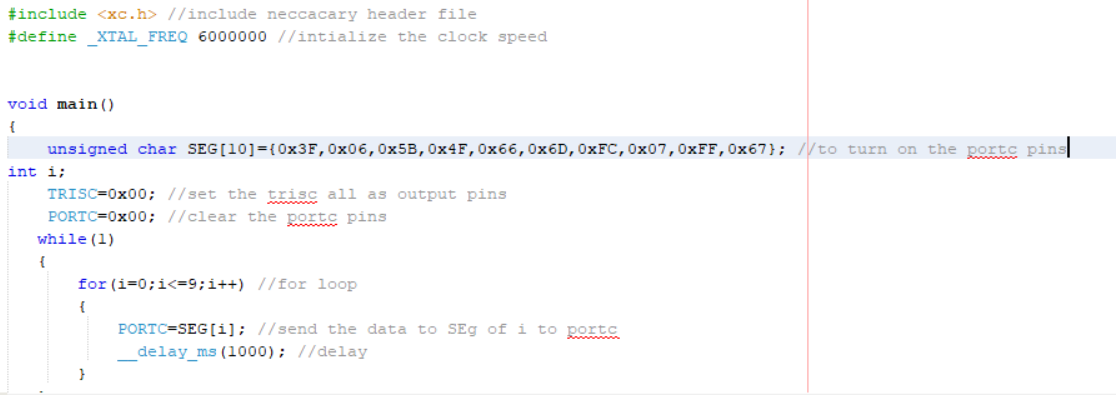 #include <xc.h> //include neccacary header file
#define _XTAL_FREQ 6000000 //intialize the clock speed
void main()
{
unsigned char SEG[10]={0x3F,0x06,0x5B,0x4F,0x66,0x6D,0xFC,0x07,0xFF,0x67}; //to turn on the portc pins
int i;
TRISC=0x00; //set the trisc all as output pins
PORTC=0x00; //clear the portc pins
while(1)
{
for(i=0;i<=9;i++) //for loop
{
PORTC=SEG[i]; //send the data to SEg of i to portc
__delay_ms(1000); //delay
}